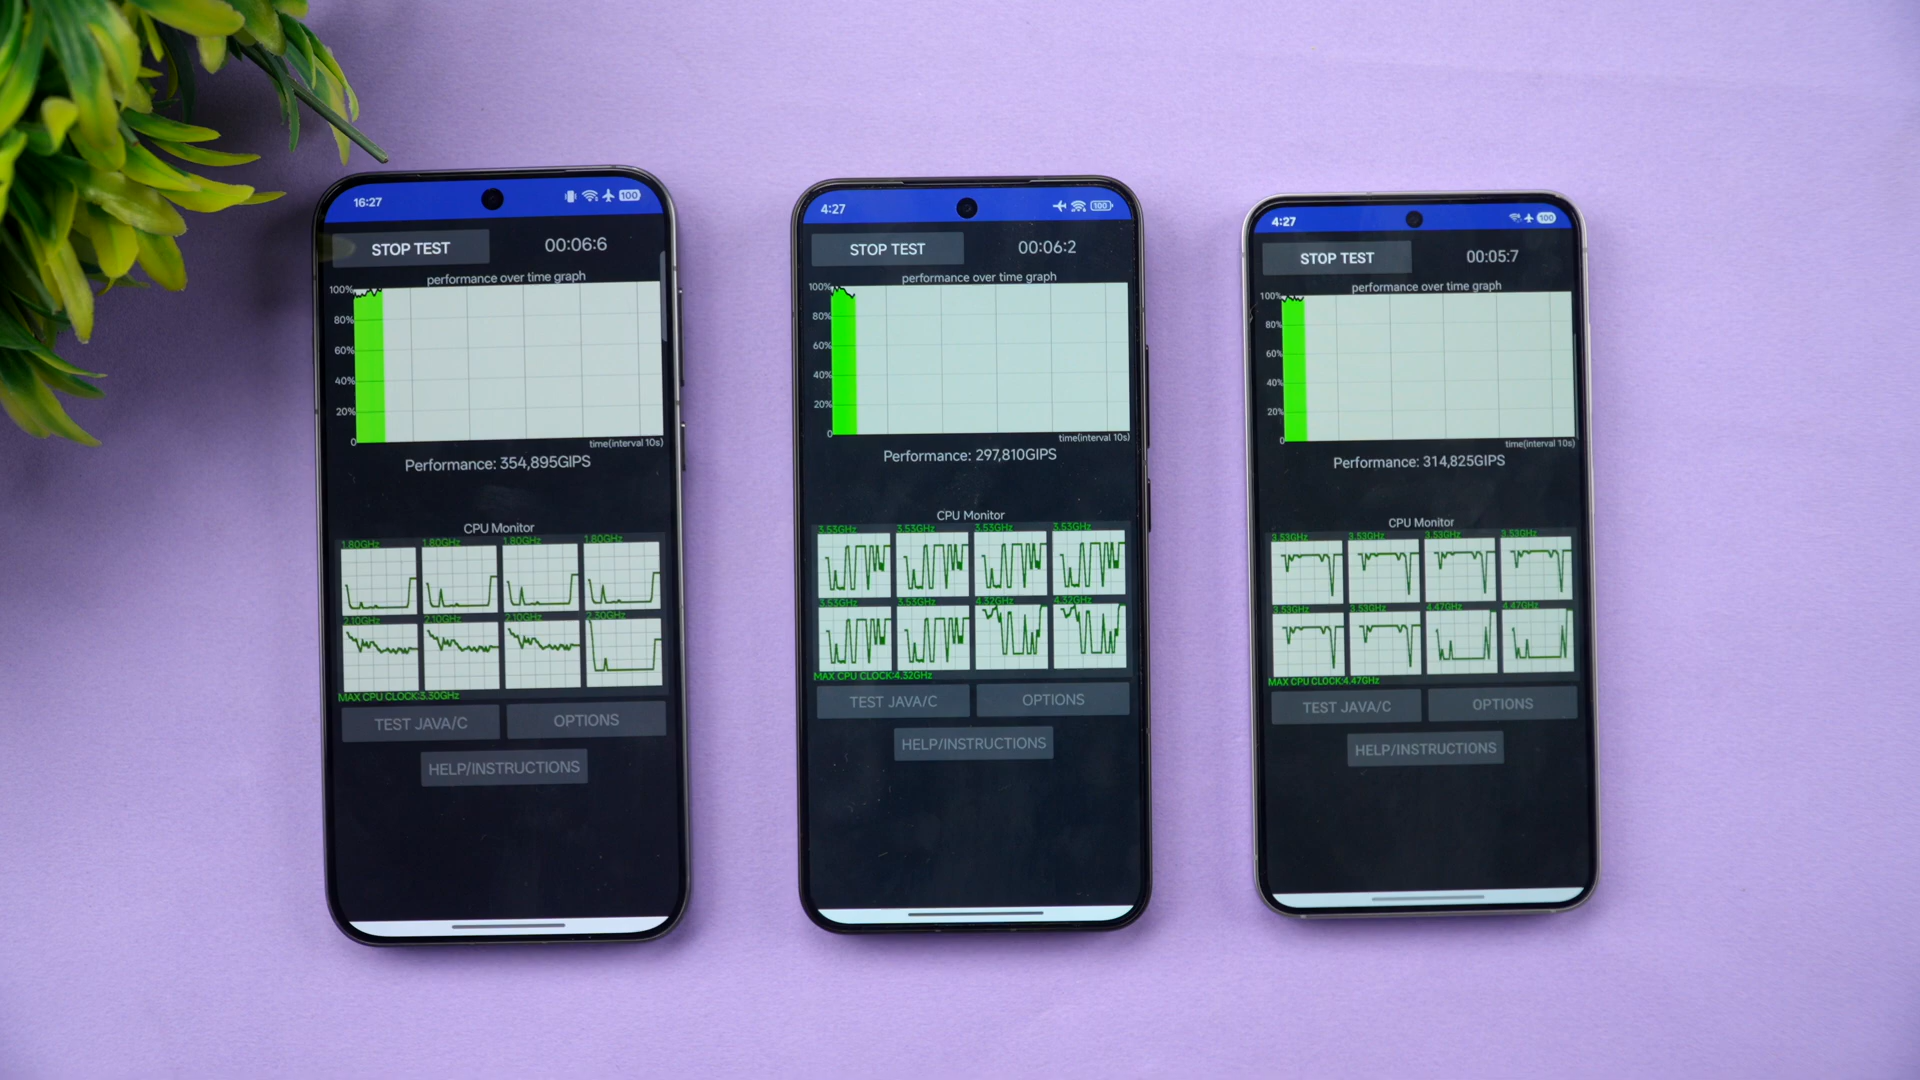 16:27
100
STOP TEST
00:06:6
performance over time graph
100%
80%
60%
40%
20%
0
time(interval 10s)
Performance: 354,895GIPS
CPU Monitor
1.80GHz 1.80GHz 1.80GHz 1.80GHz
2.10GHz 2.10GHz 2.10GHz 2.30GHz
MAX CPU CLOCK:3.30GHz
TEST JAVA/C
OPTIONS
HELP/INSTRUCTIONS
4:27
100
STOP TEST
00:06:2
performance over time graph
100%
80%
60%
40%
20%
0
time(interval 10s)
Performance: 297,810GIPS
CPU Monitor
3.53GHz 3.53GHz 3.53GHz 3.53GHz
3.53GHz 3.53GHz 4.32GHz 4.32GHz
MAX CPU CLOCK:4.32GHz
TEST JAVA/C
OPTIONS
HELP/INSTRUCTIONS
4:27
100
STOP TEST
00:05:7
performance over time graph
100%
80%
60%
40%
20%
0
time(interval 10s)
Performance: 314,825GIPS
CPU Monitor
3.53GHz 3.53GHz 3.53GHz 3.53GHz
3.53GHz 3.53GHz 4.47GHz 4.47GHz
MAX CPU CLOCK:4.47GHz
TEST JAVA/C
OPTIONS
HELP/INSTRUCTIONS